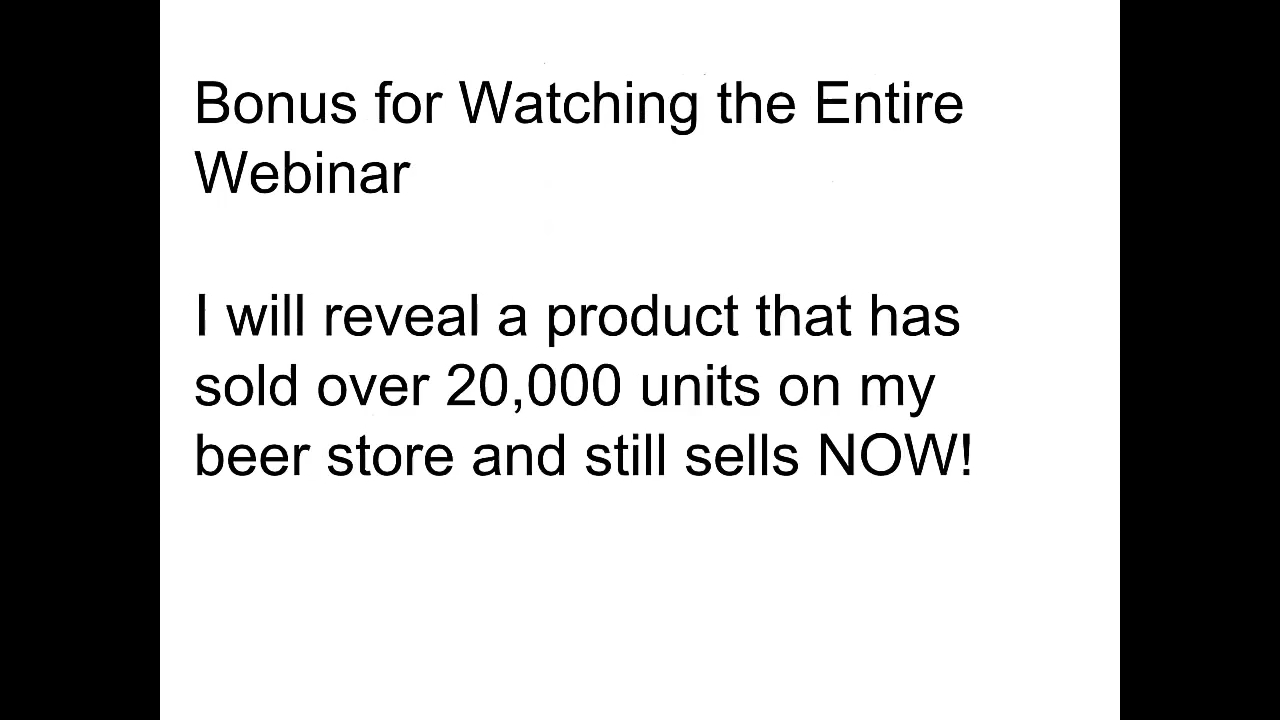 Bonus for Watching the Entire
Webinar
I will reveal a product that has
sold over 20,000 units on my
beer store and still sells NOW!